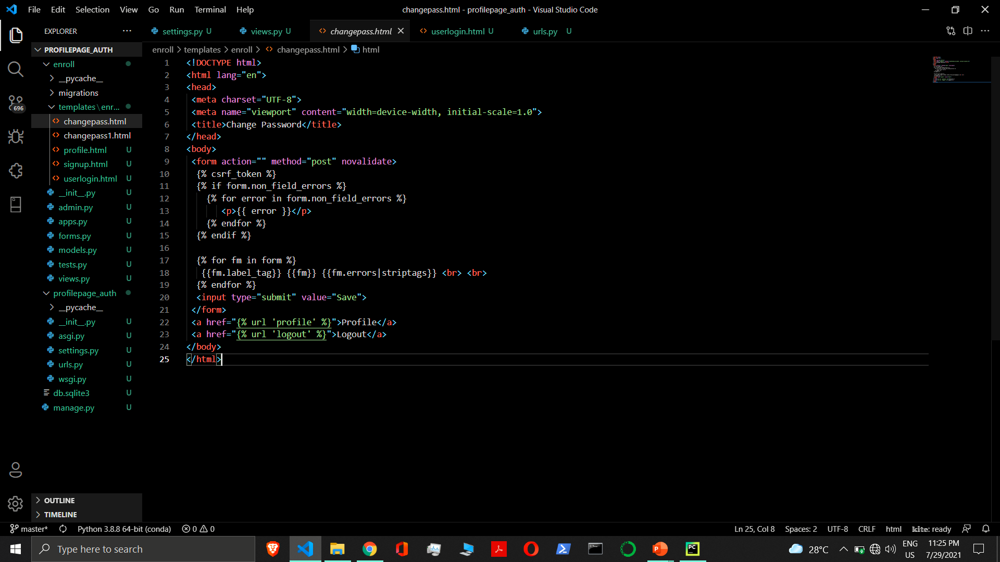 File Edit Selection View Go Run Terminal Help
changepass.html - profilepage_auth - Visual Studio Code
EXPLORER
settings.py U
views.py U
changepass.html
userlogin.html U
urls.py U
PROFILEPAGE_AUTH
enroll
__pycache__
migrations
templates\enr...
changepass.html
changepass1.html
profile.html U
signup.html U
userlogin.html U
__init__.py U
admin.py U
apps.py U
forms.py U
models.py U
tests.py U
views.py U
profilepage_auth
__pycache__
__init__.py U
asgi.py U
settings.py U
urls.py U
wsgi.py U
db.sqlite3 U
manage.py U
OUTLINE
TIMELINE
696
enroll > templates > enroll > changepass.html > html
1 <!DOCTYPE html>
2 <html lang="en">
3 <head>
4 <meta charset="UTF-8">
5 <meta name="viewport" content="width=device-width, initial-scale=1.0">
6 <title>Change Password</title>
7 </head>
8 <body>
9 <form action="" method="post" novalidate>
10 {% csrf_token %}
11 {% if form.non_field_errors %}
12 {% for error in form.non_field_errors %}
13 <p>{{ error }}</p>
14 {% endfor %}
15 {% endif %}
16
17 {% for fm in form %}
18 {{fm.label_tag}} {{fm}} {{fm.errors|striptags}} <br> <br>
19 {% endfor %}
20 <input type="submit" value="Save">
21 </form>
22 <a href="{% url 'profile' %}">Profile</a>
23 <a href="{% url 'logout' %}">Logout</a>
24 </body>
25 </html>
master* Python 3.8.8 64-bit (conda) 0 0
Ln 25, Col 8 Spaces: 2 UTF-8 CRLF html kite: ready
Type here to search
28°C
ENG
US
11:25 PM
7/29/2021